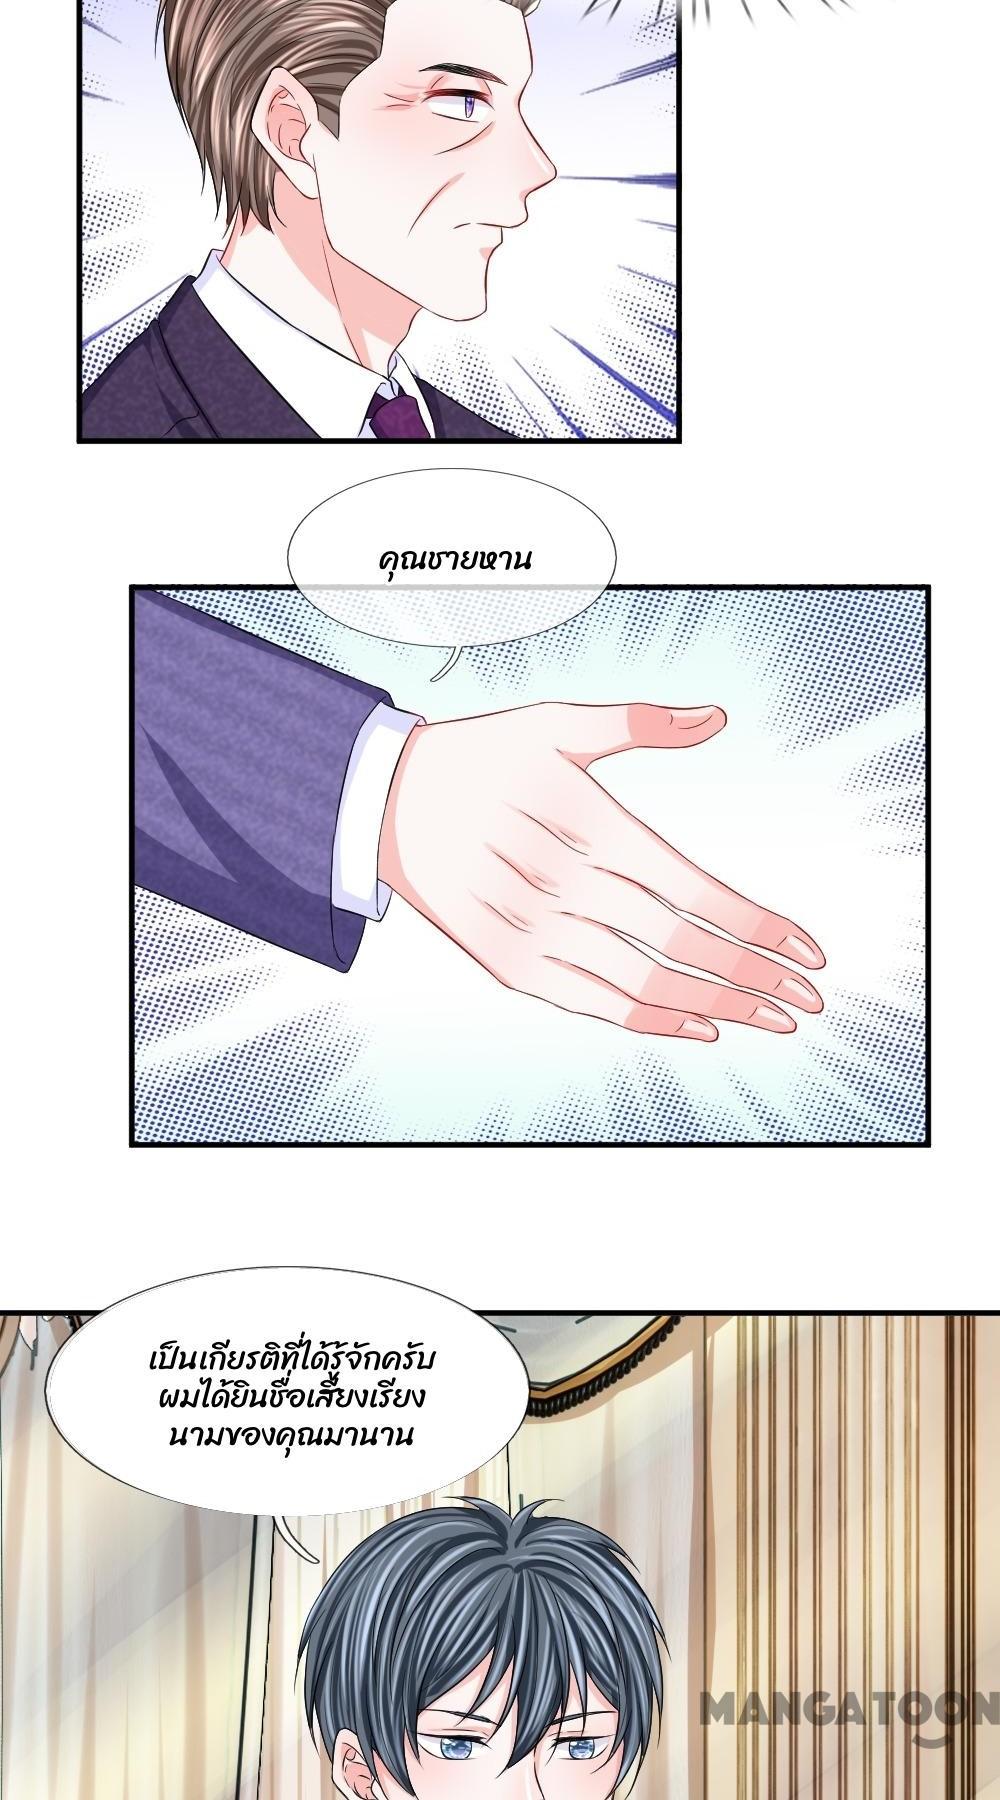 คุณชายหาน
เป็นเกียรติที่ได้รู้จักครับ
ผมได้ยินชื่อเสียงเรียง
นามของคุณมานาน
MANGATOON